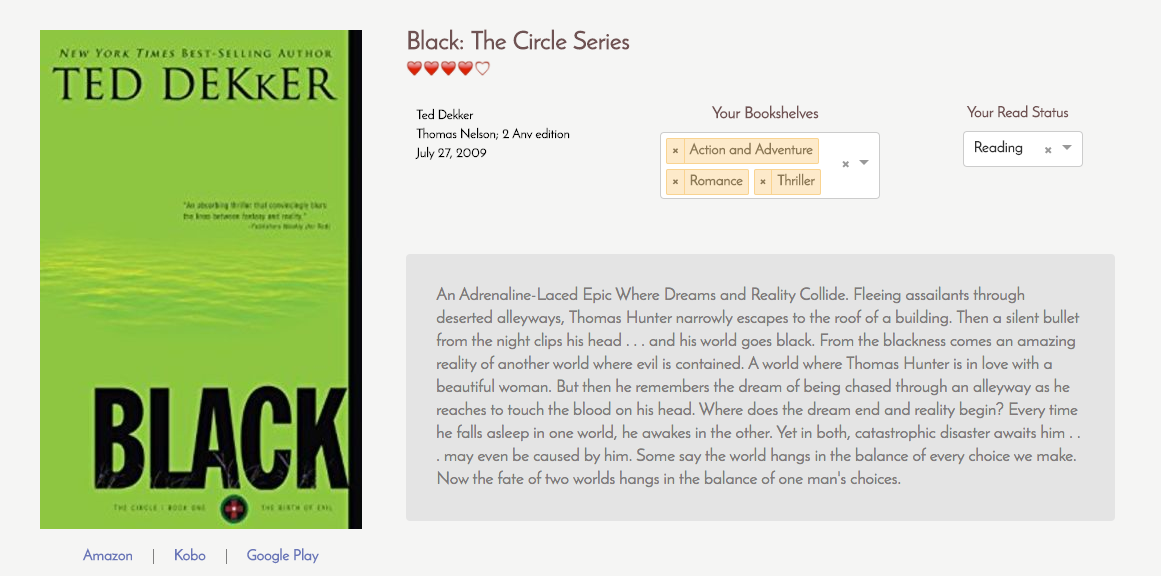 NEW YORK TIMES BEST-SELLING AUTHOR
TED DEKKER
"An absorbing thriller that convincingly blurs
the lines between fantasy and reality."
BLACK
THE CIRCLE | BOOK ONE
THE BIRTH OF EVIL
Amazon | Kobo | Google Play
Black: The Circle Series
Ted Dekker
Thomas Nelson; 2 Anv edition
July 27, 2009
Your Bookshelves
× Action and Adventure
× Romance × Thriller
×
Your Read Status
Reading ×
An Adrenaline-Laced Epic Where Dreams and Reality Collide. Fleeing assailants through
deserted alleyways, Thomas Hunter narrowly escapes to the roof of a building. Then a silent bullet
from the night clips his head . . . and his world goes black. From the blackness comes an amazing
reality of another world where evil is contained. A world where Thomas Hunter is in love with a
beautiful woman. But then he remembers the dream of being chased through an alleyway as he
reaches to touch the blood on his head. Where does the dream end and reality begin? Every time
he falls asleep in one world, he awakes in the other. Yet in both, catastrophic disaster awaits him . .
. may even be caused by him. Some say the world hangs in the balance of every choice we make.
Now the fate of two worlds hangs in the balance of one man's choices.